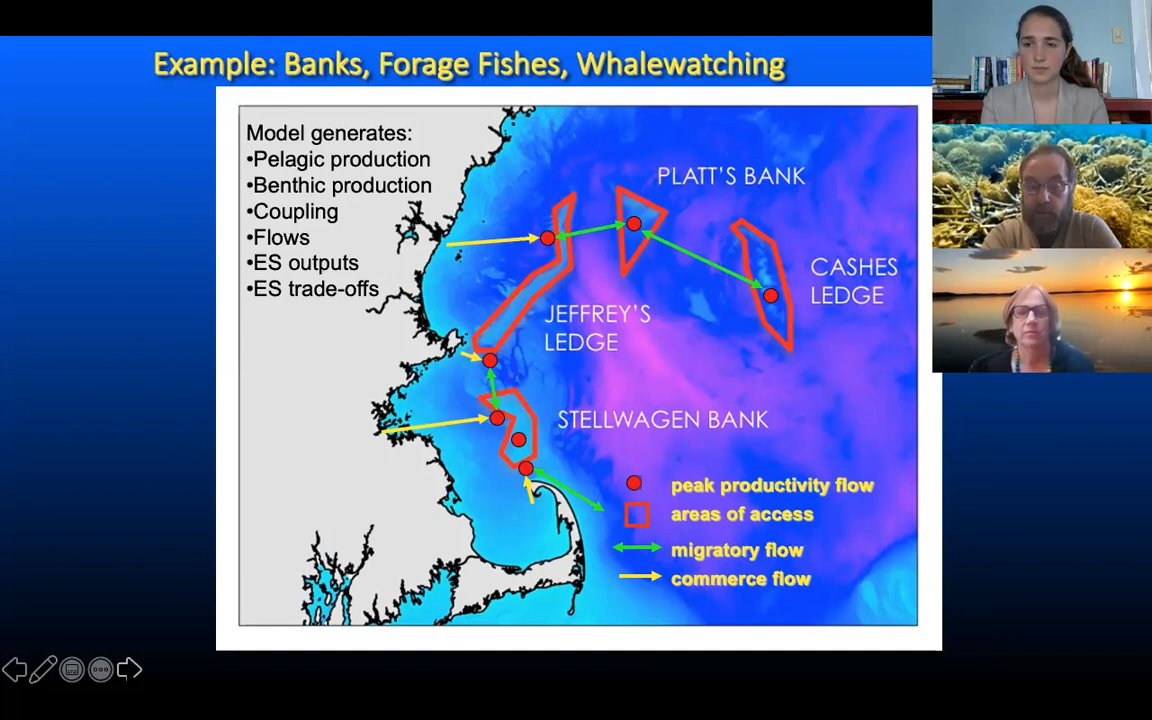 Example: Banks, Forage Fishes, Whalewatching
Model generates:
•Pelagic production
•Benthic production
•Coupling
•Flows
•ES outputs
•ES trade-offs
PLATT'S BANK
CASHES
LEDGE
JEFFREY'S
LEDGE
STELLWAGEN BANK
peak productivity flow
areas of access
migratory flow
commerce flow